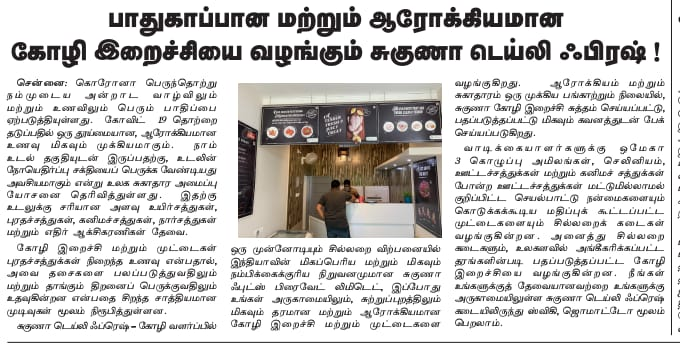 பாதுகாப்பான மற்றும் ஆரோக்கியமான
கோழி இறைச்சியை வழங்கும் சுகுணா டெய்லி ஃபிரஷ் !
சென்னை: கொரோனா பெருந்தொற்று
நம்முடைய அன்றாட வாழ்விலும்
மற்றும் உணவிலும் பெரும் பாதிப்பை
ஏற்படுத்தியுள்ளது. கோவிட் 19 தொற்றை
தடுப்பதில் ஒரு தூய்மையான, ஆரோக்கியமான
உணவு மிகவும் முக்கியமாகும். நாம்
உடல் தகுதியுடன் இருப்பதற்கு, உடலின்
நோயெதிர்ப்பு சக்தியைப் பெருக்க வேண்டியது
அவசியமாகும் என்று உலக சுகாதார அமைப்பு
யோசனை தெரிவித்துள்ளது. இதற்கு
உடலுக்கு சரியான அளவு உயிர்சத்துகள்,
புரதச்சத்துகள், கனிமச்சத்துகள், நார்சத்துகள்
மற்றும் எதிர் ஆக்சிகரணிகள் தேவை.
கோழி இறைச்சி மற்றும் முட்டைகள்
புரதச்சத்துக்கள் நிறைந்த உணவு என்பதால்,
அவை தசைகளை பலப்படுத்துவதிலும்
மற்றும் தாங்கும் திறனைப் பெருக்குவதிலும்
உதவுகின்றன என்பதை சிறந்த சாத்தியமான
முடிவுகள் மூலம் நிரூபித்துள்ளன.
சுகுணா டெய்லி ஃப்ரெஷ் – கோழி வளர்ப்பில்
ஒரு முன்னோடியும் சில்லறை விற்பனையில்
இந்தியாவின் மிகப்பெரிய மற்றும் மிகவும்
நம்பிக்கைக்குரிய நிறுவனமுமான சுகுணா
ஃபுட்ஸ் பிரைவேட் லிமிடெட், இப்போது
உங்கள் அருகாமையிலும், சுற்றுப்புறத்திலும்
மிகவும் தரமான மற்றும் ஆரோக்கியமான
கோழி இறைச்சி மற்றும் முட்டைகளை
வழங்குகிறது. ஆரோக்கியம் மற்றும்
சுகாதாரம் ஒரு முக்கிய பங்காற்றும் நிலையில்,
சுகுணா கோழி இறைச்சி சுத்தம் செய்யப்பட்டு,
பதப்படுத்தப்பட்டு மிகவும் கவனத்துடன் பேக்
செய்யப்படுகிறது.
வாடிக்கையாளர்களுக்கு ஒமேகா
3 கொழுப்பு அமிலங்கள், செலினியம்,
ஊட்டச்சத்துக்கள் மற்றும் கனிமச் சத்துக்கள்
போன்ற ஊட்டச்சத்துக்கள் மட்டுமில்லாமல்
குறிப்பிட்ட செயல்பாட்டு நன்மைகளையும்
கொடுக்கக்கூடிய மதிப்புக் கூட்டப்பட்ட
முட்டைகளையும் சில்லறைக் கடைகள்
வழங்குகின்றன. அனைத்து சில்லறை
கடைகளும், உலகளவில் அங்கீகரிக்கப்பட்ட
தரங்களின்படி பதப்படுத்தப்பட்ட கோழி
இறைச்சியை வழங்குகின்றன. நீங்கள்
உங்களுக்குத் தேவையானவற்றை உங்களுக்கு
அருகாமையிலுள்ள சுகுணா டெய்லி ஃப்ரெஷ்
கடையிலிருந்து ஸ்விகி, ஜொமாட்டோ மூலம்
பெறலாம்.